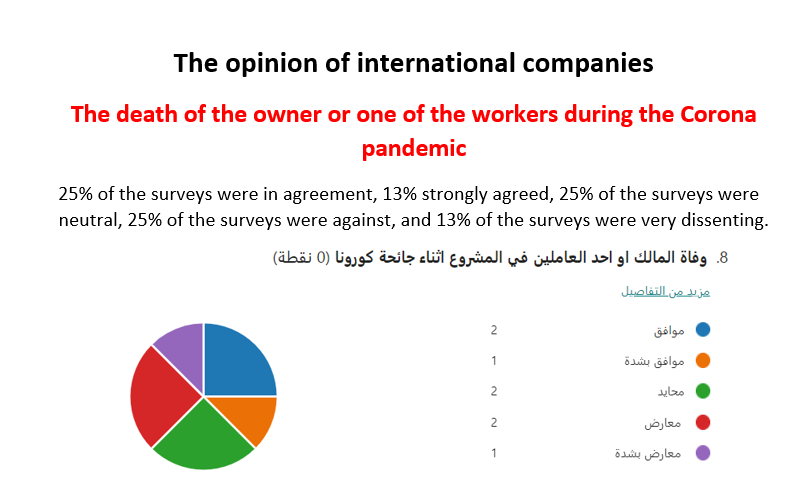 The opinion of international companies
The death of the owner or one of the workers during the Corona
pandemic
25% of the surveys were in agreement, 13% strongly agreed, 25% of the surveys were
neutral, 25% of the surveys were against, and 13% of the surveys were very dissenting.
8. وفاة المالك او احد العاملين في المشروع اثناء جائحة كورونا (0 نقطة)
مزيد من التفاصيل
موافق 2
موافق بشدة 1
محايد 2
معارض 2
معارض بشدة 1